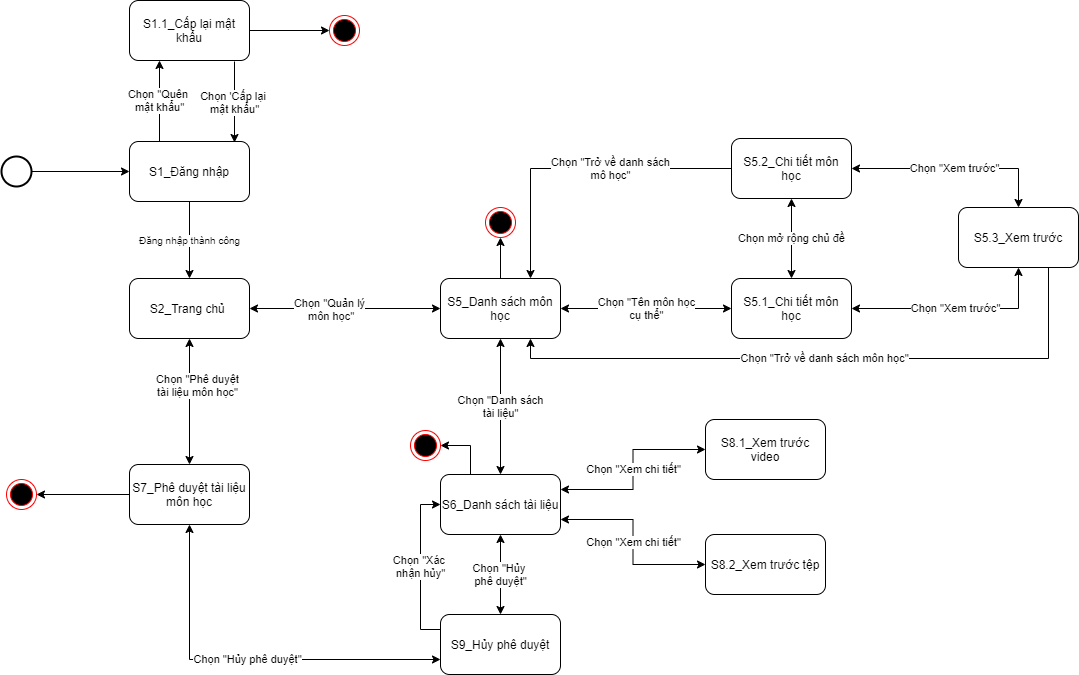 S1.1_Cấp lại mật
khẩu
Chọn "Quên
mật khẩu"
Chọn 'Cấp lại
mật khẩu"
S1_Đăng nhập
Đăng nhập thành công
S2_Trang chủ
Chọn "Quản lý
môn học"
S5_Danh sách môn
học
Chọn "Trở về danh sách
mô học"
S5.2_Chi tiết môn
học
Chọn "Xem trước"
S5.3_Xem trước
Chọn mở rộng chủ đề
Chọn "Tên môn học
cụ thể"
S5.1_Chi tiết môn
học
Chọn "Xem trước"
Chọn "Trở về danh sách môn học"
Chọn "Phê duyệt
tài liệu môn học"
Chọn "Danh sách
tài liệu"
S7_Phê duyệt tài liệu
môn học
S6_Danh sách tài liệu
Chọn "Xem chi tiết"
S8.1_Xem trước
video
Chọn "Xem chi tiết"
S8.2_Xem trước tệp
Chọn "Xác
nhận hủy"
Chọn "Hủy
phê duyệt"
S9_Hủy phê duyệt
Chọn "Hủy phê duyệt"